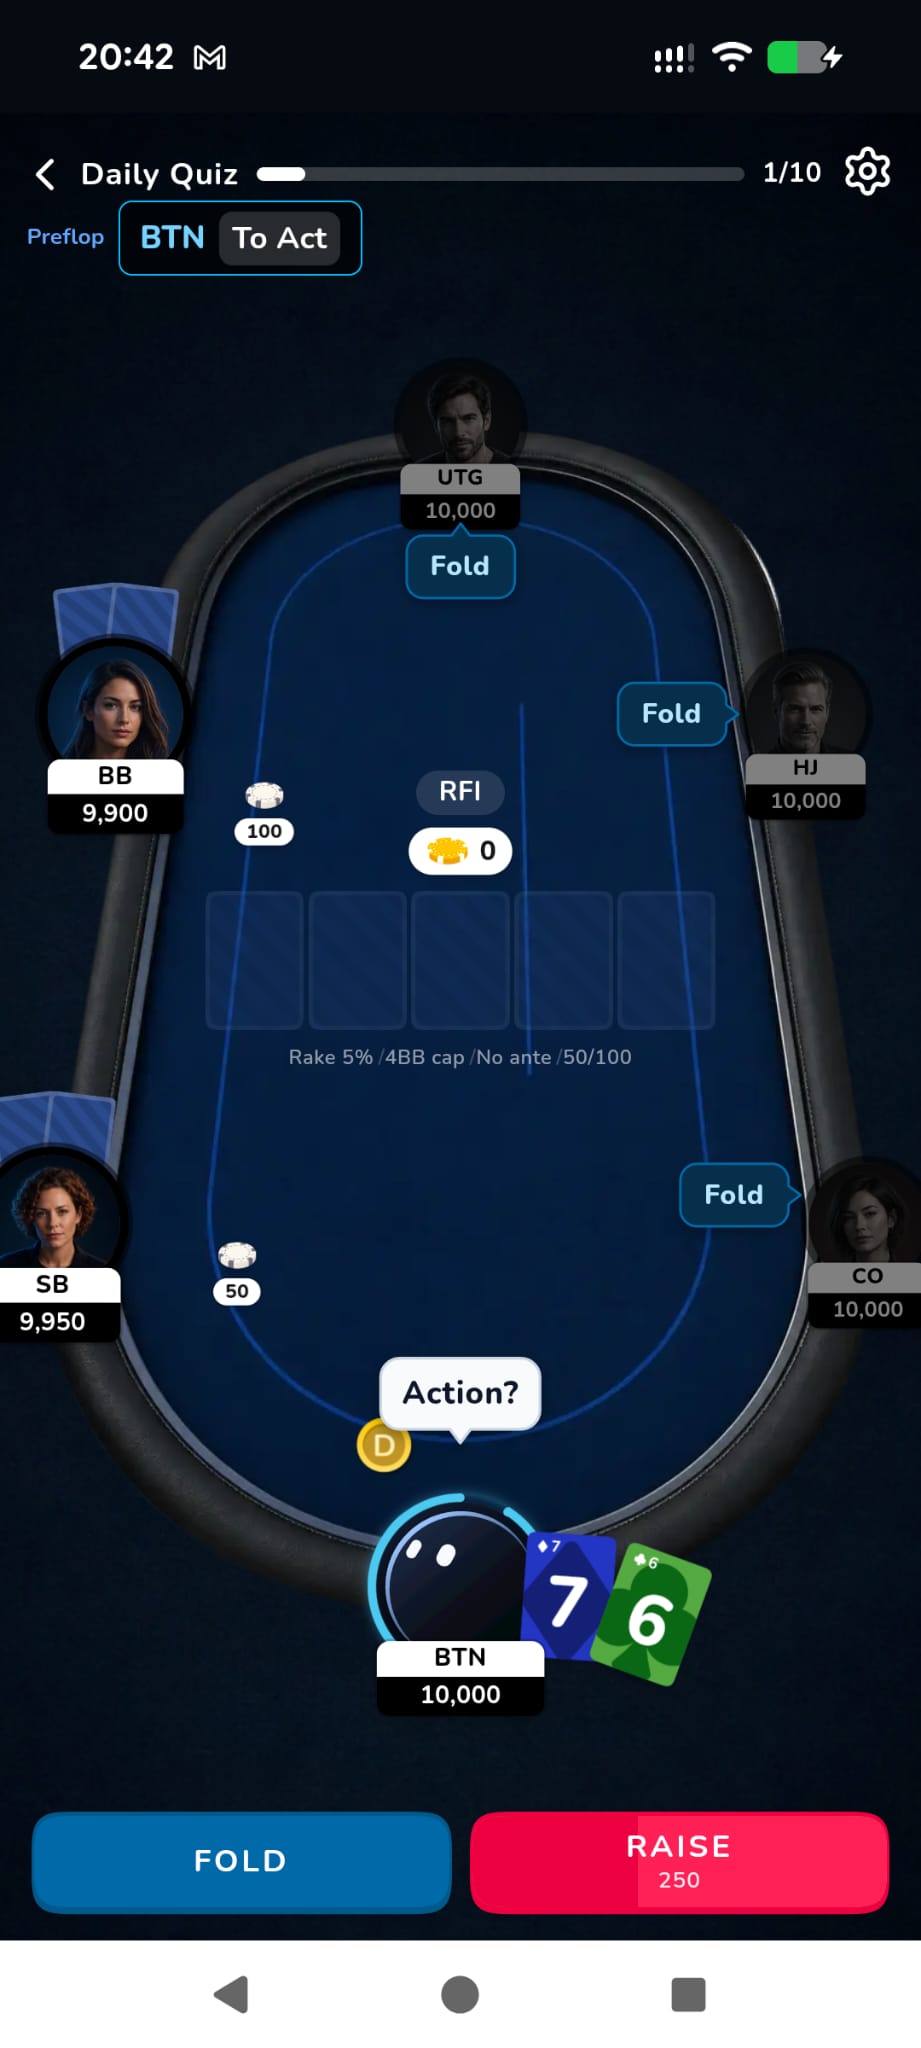 20:42
Daily Quiz
1/10
Preflop
BTN To Act
UTG
10,000
Fold
Fold
HJ
10,000
BB
9,900
100
RFI
0
Rake 5% /4BB cap /No ante /50/100
Fold
CO
10,000
SB
9,950
50
Action?
D
7
7
6
6
BTN
10,000
FOLD
RAISE
250